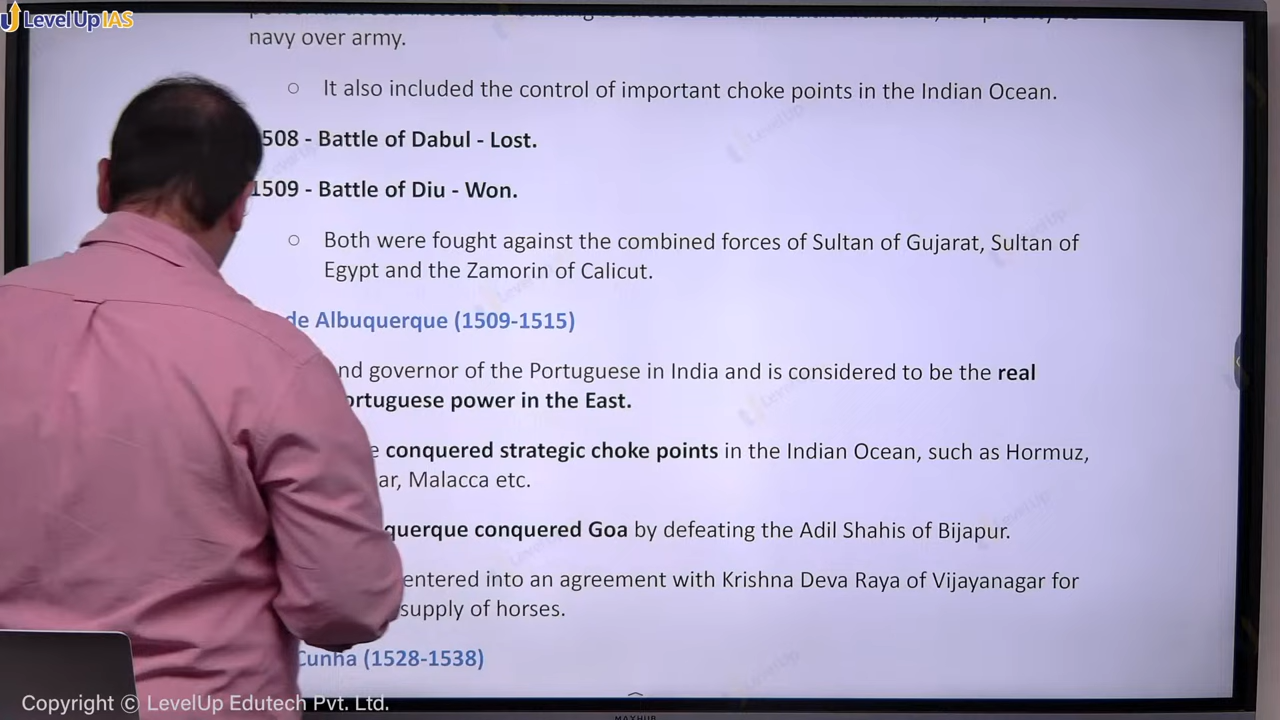 LevelUp IAS
navy over army.
○ It also included the control of important choke points in the Indian Ocean.
508 - Battle of Dabul - Lost.
1509 - Battle of Diu - Won.
○ Both were fought against the combined forces of Sultan of Gujarat, Sultan of
Egypt and the Zamorin of Calicut.
de Albuquerque (1509-1515)
nd governor of the Portuguese in India and is considered to be the real
ortuguese power in the East.
e conquered strategic choke points in the Indian Ocean, such as Hormuz,
ar, Malacca etc.
querque conquered Goa by defeating the Adil Shahis of Bijapur.
entered into an agreement with Krishna Deva Raya of Vijayanagar for
supply of horses.
Cunha (1528-1538)
Copyright © LevelUp Edutech Pvt. Ltd.
MAXHUB